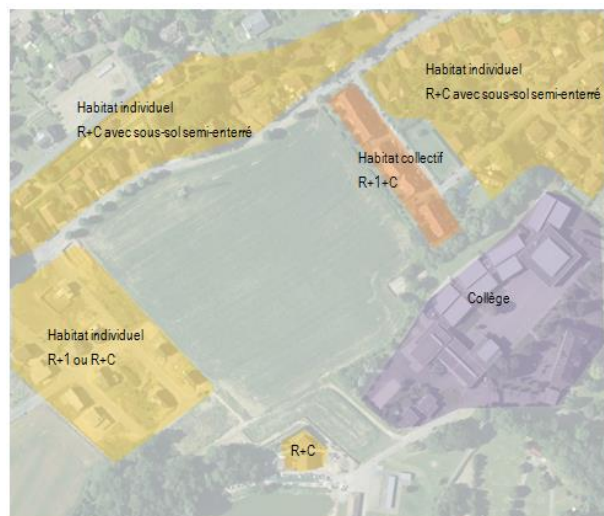 Habitat individuel
R+C avec sous-sol semi-enterré
Habitat individuel
R+C avec sous-sol semi-enterré
Habitat collectif
R+1+C
Collège
Habitat individuel
R+1 ou R+C
R+C